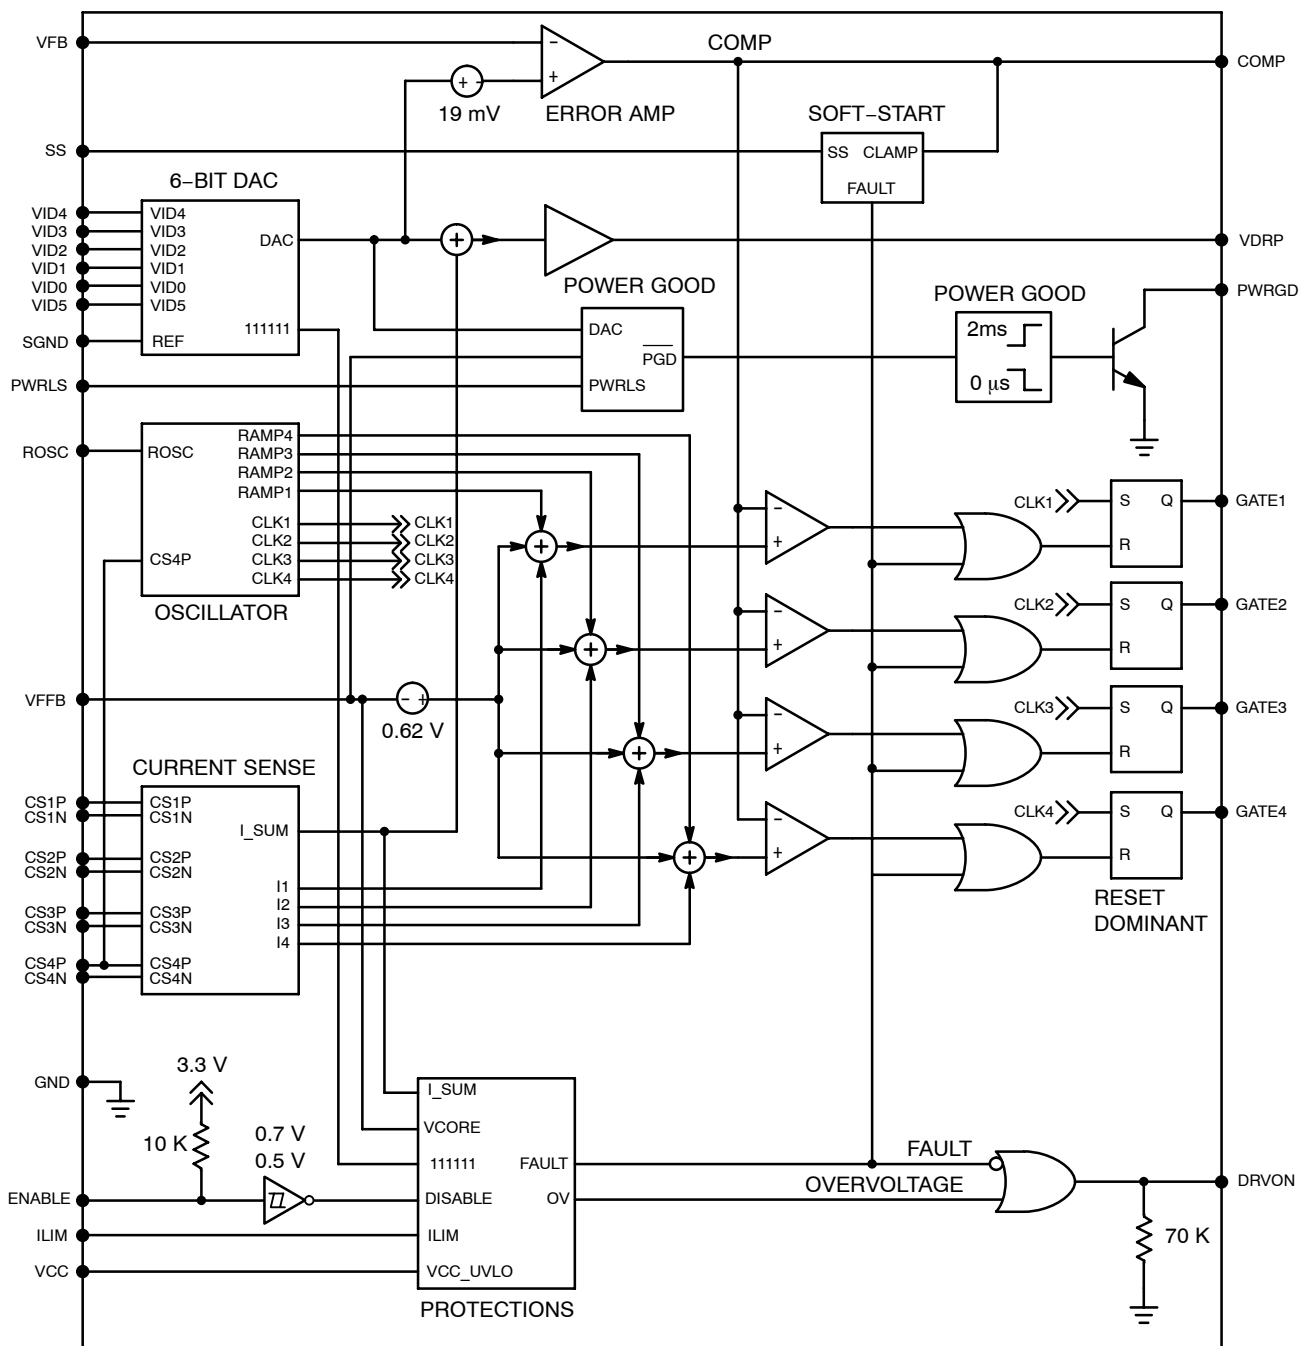 VFB
COMP
COMP
− +
+ −
19 mV
ERROR AMP
SOFT−START
SS
SS CLAMP
FAULT
6−BIT DAC
VID4 VID4
VID3 VID3
VID2 VID2
VID1 VID1
VID0 VID0
VID5 VID5
SGND REF
DAC
111111
+
VDRP
POWER GOOD
DAC
PGD
PWRLS
PWRLS
POWER GOOD
2ms
0 μs
PWRGD
ROSC ROSC
RAMP4
RAMP3
RAMP2
RAMP1
CLK1 CLK1
CLK2 CLK2
CLK3 CLK3
CLK4 CLK4
CS4P
OSCILLATOR
+
− +
CLK1 S Q GATE1
R
+
− +
CLK2 S Q GATE2
R
VFFB
− +
0.62 V
+
− +
CLK3 S Q GATE3
R
+
− +
CLK4 S Q GATE4
R
RESET
DOMINANT
CURRENT SENSE
CS1P CS1P
CS1N CS1N
I_SUM
CS2P CS2P
CS2N CS2N
I1
I2
CS3P CS3P
CS3N CS3N
I3
I4
CS4P CS4P
CS4N CS4N
GND
3.3 V
10 K
0.7 V
0.5 V
ENABLE
ILIM
VCC
I_SUM
VCORE
111111
DISABLE
ILIM
VCC_UVLO
FAULT
OV
PROTECTIONS
FAULT
OVERVOLTAGE
DRVON
70 K